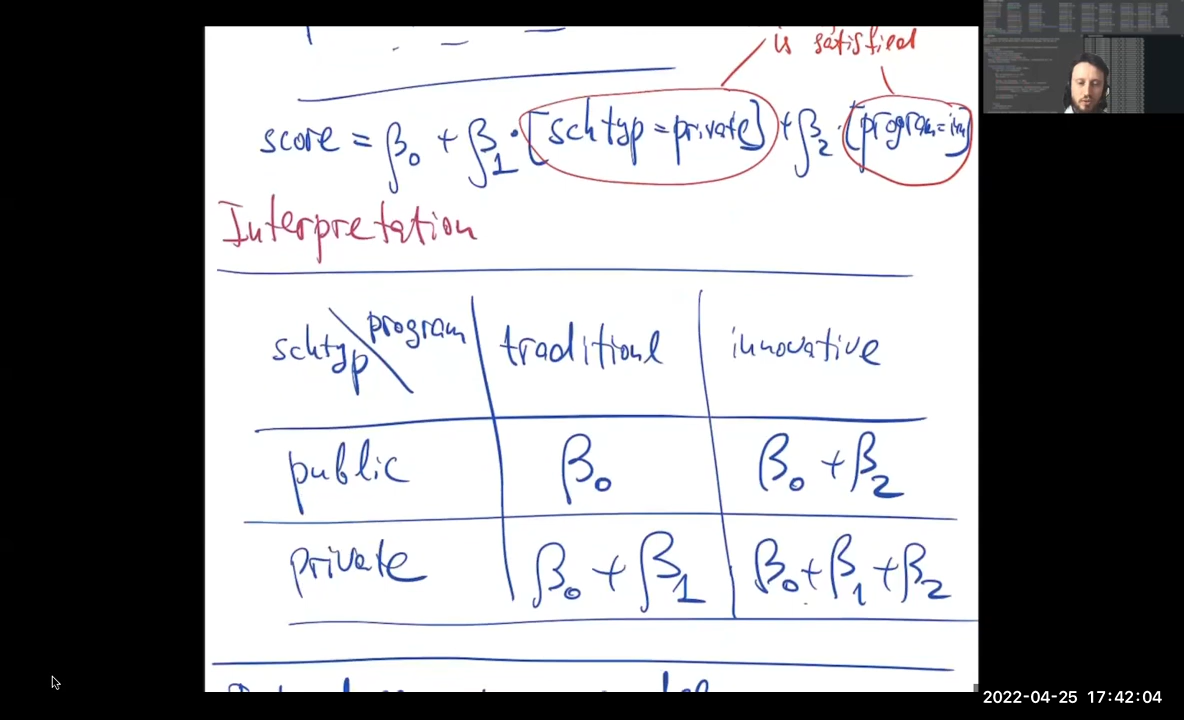 is satisfied
score = β₀ + β₁ · [schtyp = private] + β₂ · [program = inn]
Interpretation
schtyp \ program traditionl innovative
public β₀ β₀ + β₂
private β₀ + β₁ β₀ + β₁ + β₂
2022-04-25 17:42:04